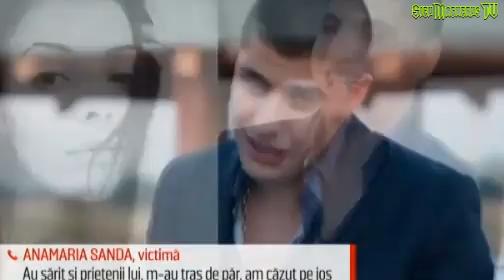 ANAMARIA SANDA, victimă
Au sărit și prietenii lui, m-au tras de păr, am căzut pe jos